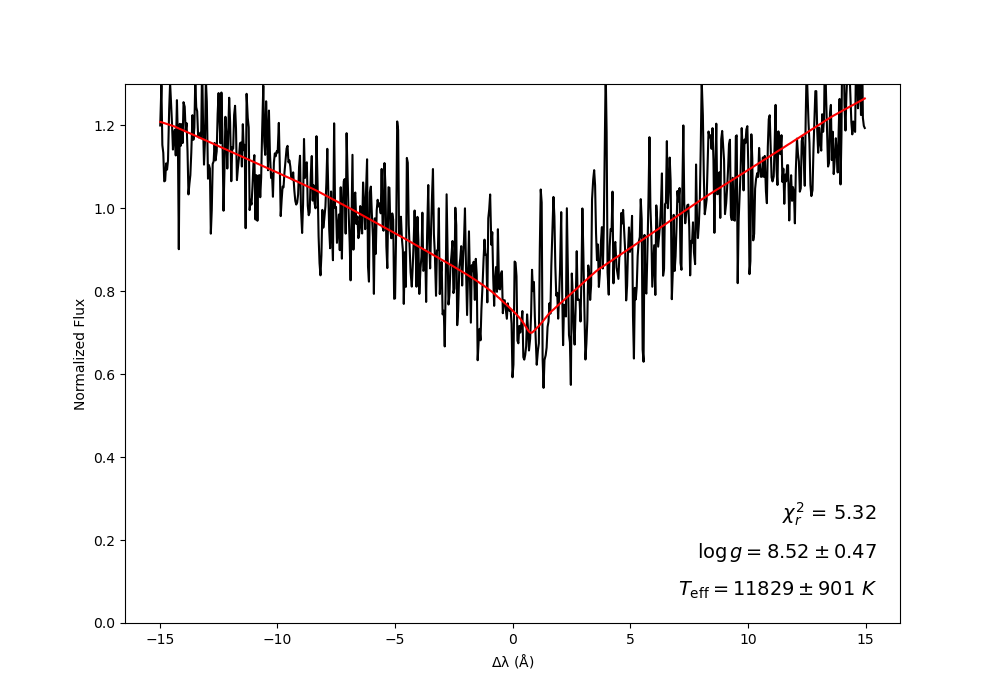 1.2
1.0
0.8
0.6
0.4
0.2
0.0
Normalized Flux
χ²ᵣ = 5.32
log g = 8.52 ± 0.47
T_eff = 11829 ± 901 K
−15 −10 −5 0 5 10 15
Δλ (Å)